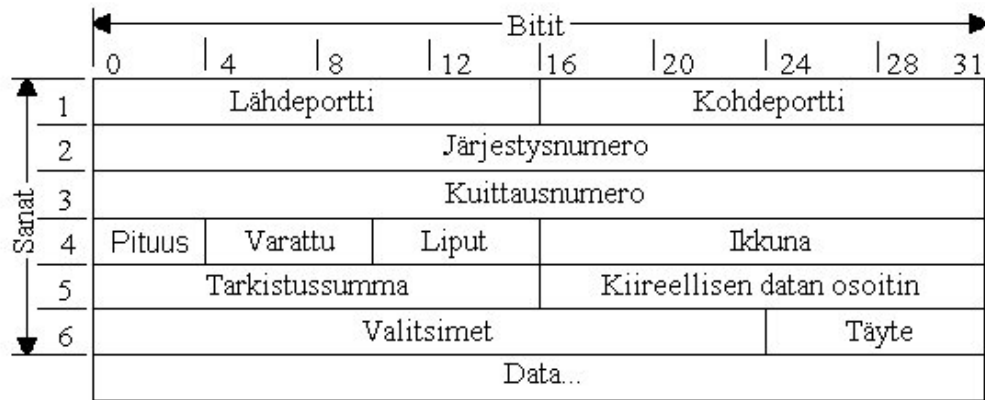 Bitit
0 4 8 12 16 20 24 28 31
Sanat
1 Lähdeportti Kohdeportti
2 Järjestysnumero
3 Kuittausnumero
4 Pituus Varattu Liput Ikkuna
5 Tarkistussumma Kiireellisen datan osoitin
6 Valitsimet Täyte
Data...